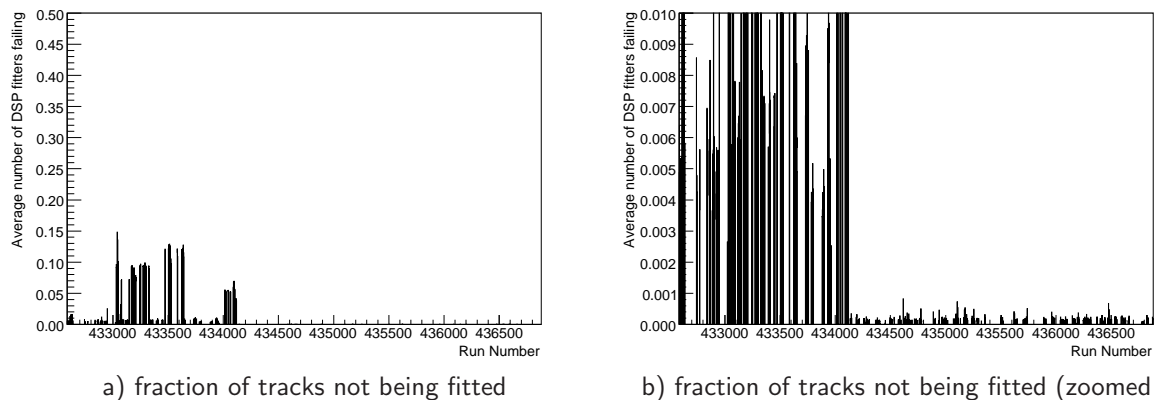 Average number of DSP fitters failing
0.50
0.45
0.40
0.35
0.30
0.25
0.20
0.15
0.10
0.05
0.00
433000 433500 434000 434500 435000 435500 436000 436500
Run Number
a) fraction of tracks not being fitted
Average number of DSP fitters failing
0.010
0.009
0.008
0.007
0.006
0.005
0.004
0.003
0.002
0.001
0.000
433000 433500 434000 434500 435000 435500 436000 436500
Run Number
b) fraction of tracks not being fitted (zoomed